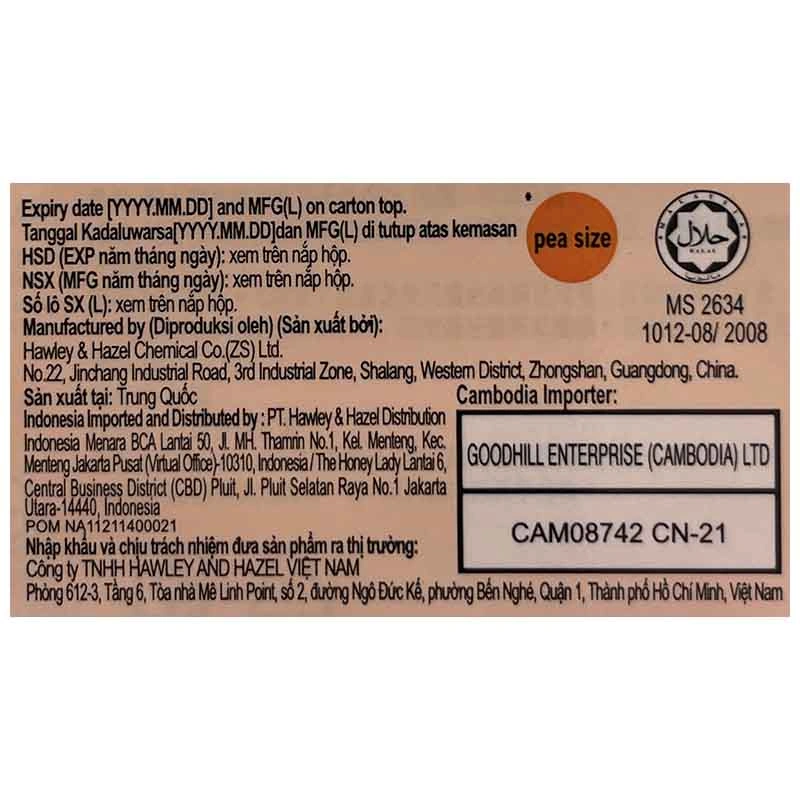 Expiry date [YYYY.MM.DD] and MFG(L) on carton top.
Tanggal Kadaluwarsa[YYYY.MM.DD]dan MFG(L) di tutup atas kemasan
HSD (EXP năm tháng ngày): xem trên nắp hộp.
NSX (MFG năm tháng ngày): xem trên nắp hộp.
Số lô SX (L): xem trên nắp hộp.
Manufactured by (Diproduksi oleh) (Sản xuất bởi):
Hawley & Hazel Chemical Co.(ZS) Ltd.
No.22, Jinchang Industrial Road, 3rd Industrial Zone, Shalang, Western District, Zhongshan, Guangdong, China.
Sản xuất tại: Trung Quốc
Indonesia Imported and Distributed by : PT. Hawley & Hazel Distribution
Indonesia Menara BCA Lantai 50, Jl. MH. Thamrin No.1, Kel. Menteng, Kec.
Menteng Jakarta Pusat (Virtual Office)-10310, Indonesia / The Honey Lady Lantai 6,
Central Business District (CBD) Pluit, Jl. Pluit Selatan Raya No.1 Jakarta
Utara-14440, Indonesia
POM NA11211400021
Nhập khẩu và chịu trách nhiệm đưa sản phẩm ra thị trường:
Công ty TNHH HAWLEY AND HAZEL VIỆT NAM
Phòng 612-3, Tầng 6, Tòa nhà Mê Linh Point, số 2, đường Ngô Đức Kế, phường Bến Nghé, Quận 1, Thành phố Hồ Chí Minh, Việt Nam
*
pea size
MALAYSIA
حلال
HALAL
MS 2634
1012-08/ 2008
Cambodia Importer:
GOODHILL ENTERPRISE (CAMBODIA) LTD
CAM08742 CN-21